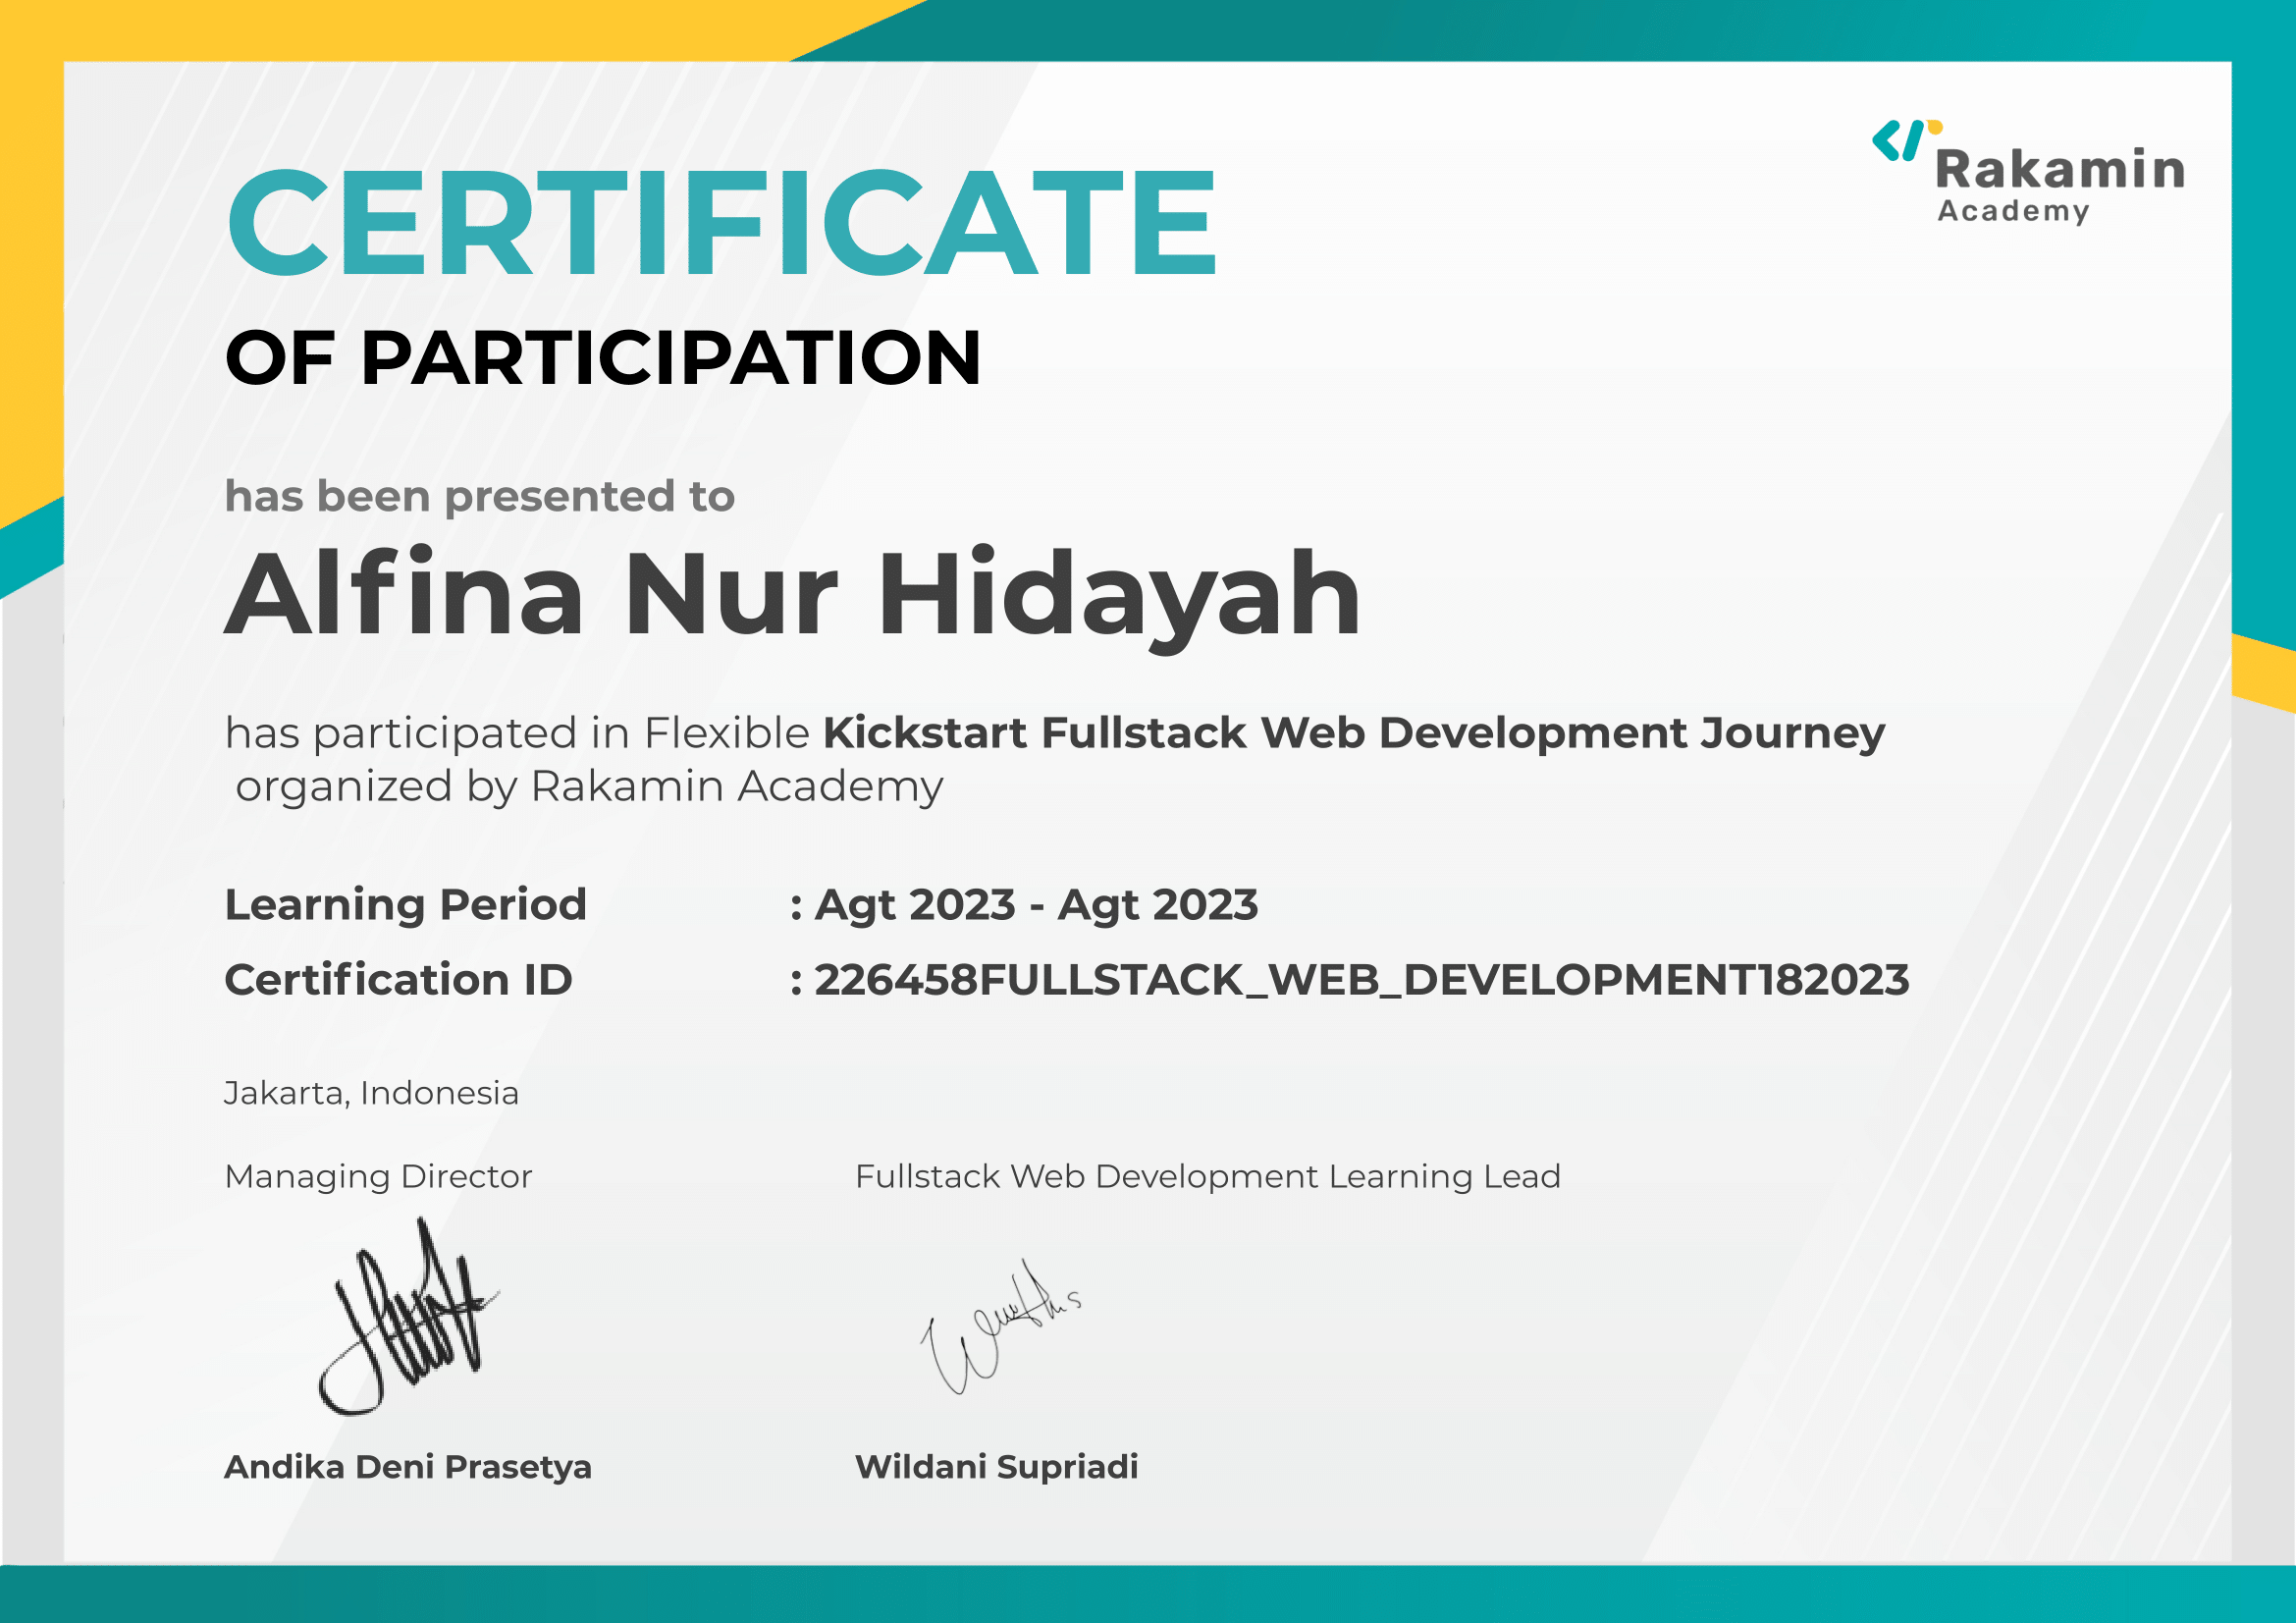 Rakamin
Academy
CERTIFICATE
OF PARTICIPATION
has been presented to
Alfina Nur Hidayah
has participated in Flexible Kickstart Fullstack Web Development Journey
organized by Rakamin Academy
Learning Period : Agt 2023 - Agt 2023
Certification ID : 226458FULLSTACK_WEB_DEVELOPMENT182023
Jakarta, Indonesia
Managing Director
Fullstack Web Development Learning Lead
Andika Deni Prasetya
Wildani Supriadi